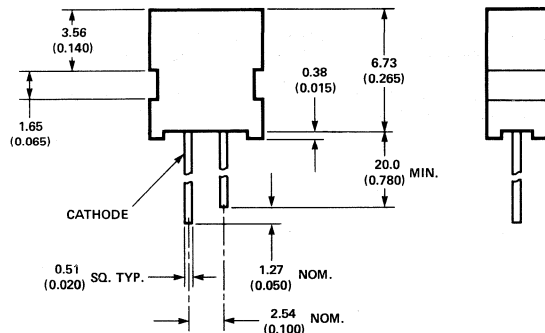 3.56
(0.140)
6.73
(0.265)
0.38
(0.015)
1.65
(0.065)
20.0
(0.780) MIN.
CATHODE
0.51
(0.020) SQ. TYP.
1.27
(0.050) NOM.
2.54
(0.100) NOM.